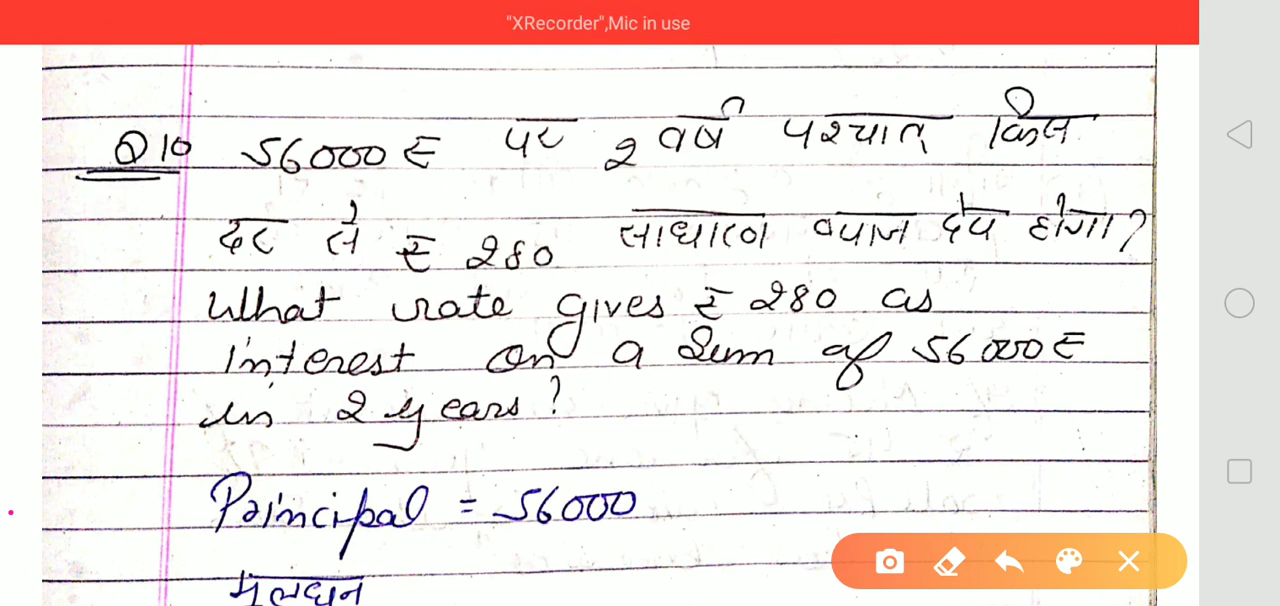 "XRecorder",Mic in use
Q10 56000 ₹ पर 2 वर्ष पश्चात् किस
दर से ₹ 280 साधारण ब्याज देय होगा?
What rate gives ₹ 280 as
interest on a Sum of 56000 ₹
in 2 years?
Principal = 56000
मूलधन